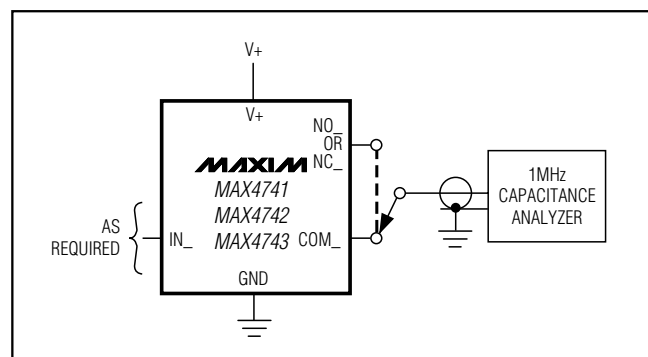 V+
V+
NO_
OR
NC_
MAXIM
MAX4741
MAX4742
MAX4743
AS
REQUIRED
IN_
COM_
GND
1MHz
CAPACITANCE
ANALYZER